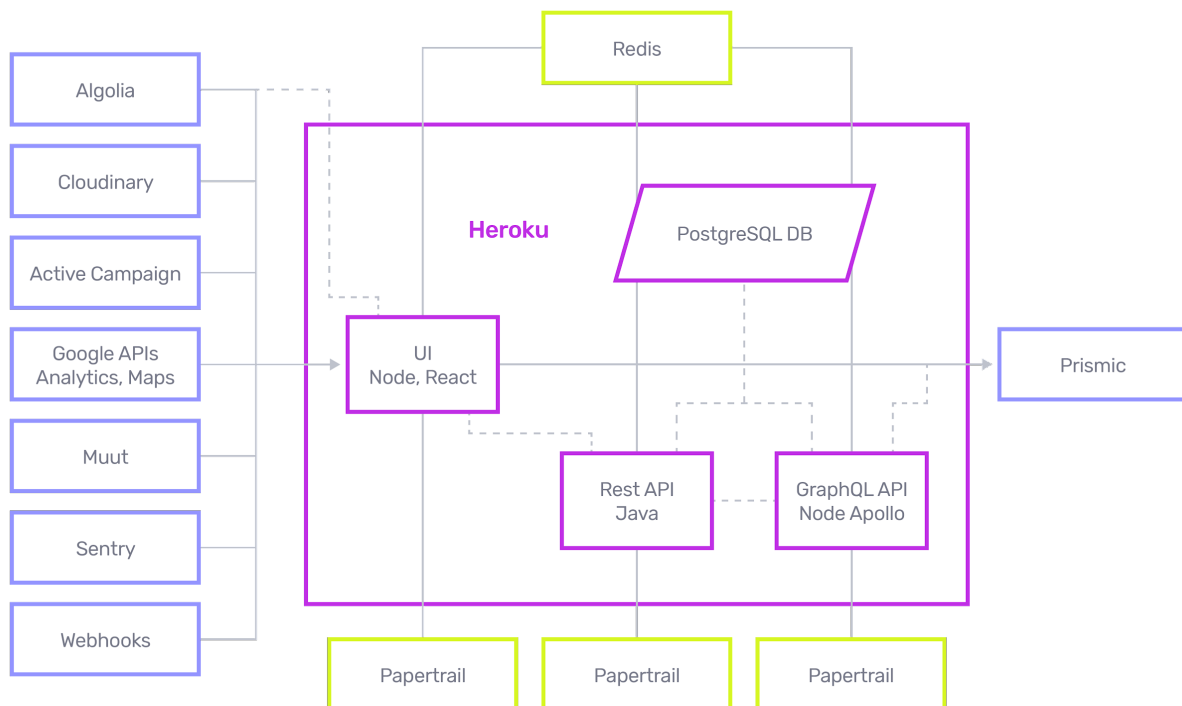 Redis
Algolia
Cloudinary
Active Campaign
Google APIs
Analytics, Maps
Muut
Sentry
Webhooks
Heroku
PostgreSQL DB
UI
Node, React
Prismic
Rest API
Java
GraphQL API
Node Apollo
Papertrail
Papertrail
Papertrail